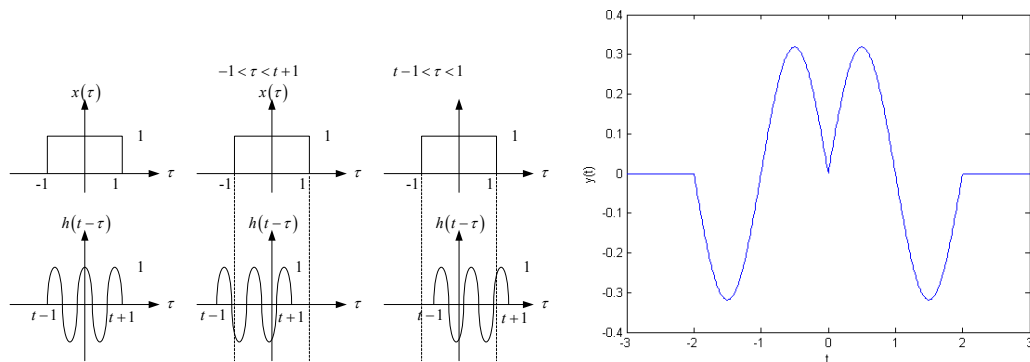 −1 < τ < t + 1
t − 1 < τ < 1
x(τ)
x(τ)
1
1
1
-1
1
τ
-1
1
τ
-1
1
τ
h(t − τ)
h(t − τ)
h(t − τ)
1
1
1
t − 1
t + 1
τ
t − 1
t + 1
τ
t − 1
t + 1
τ
y(t)
0.4
0.3
0.2
0.1
0
-0.1
-0.2
-0.3
-0.4
-3
-2
-1
0
1
2
3
t